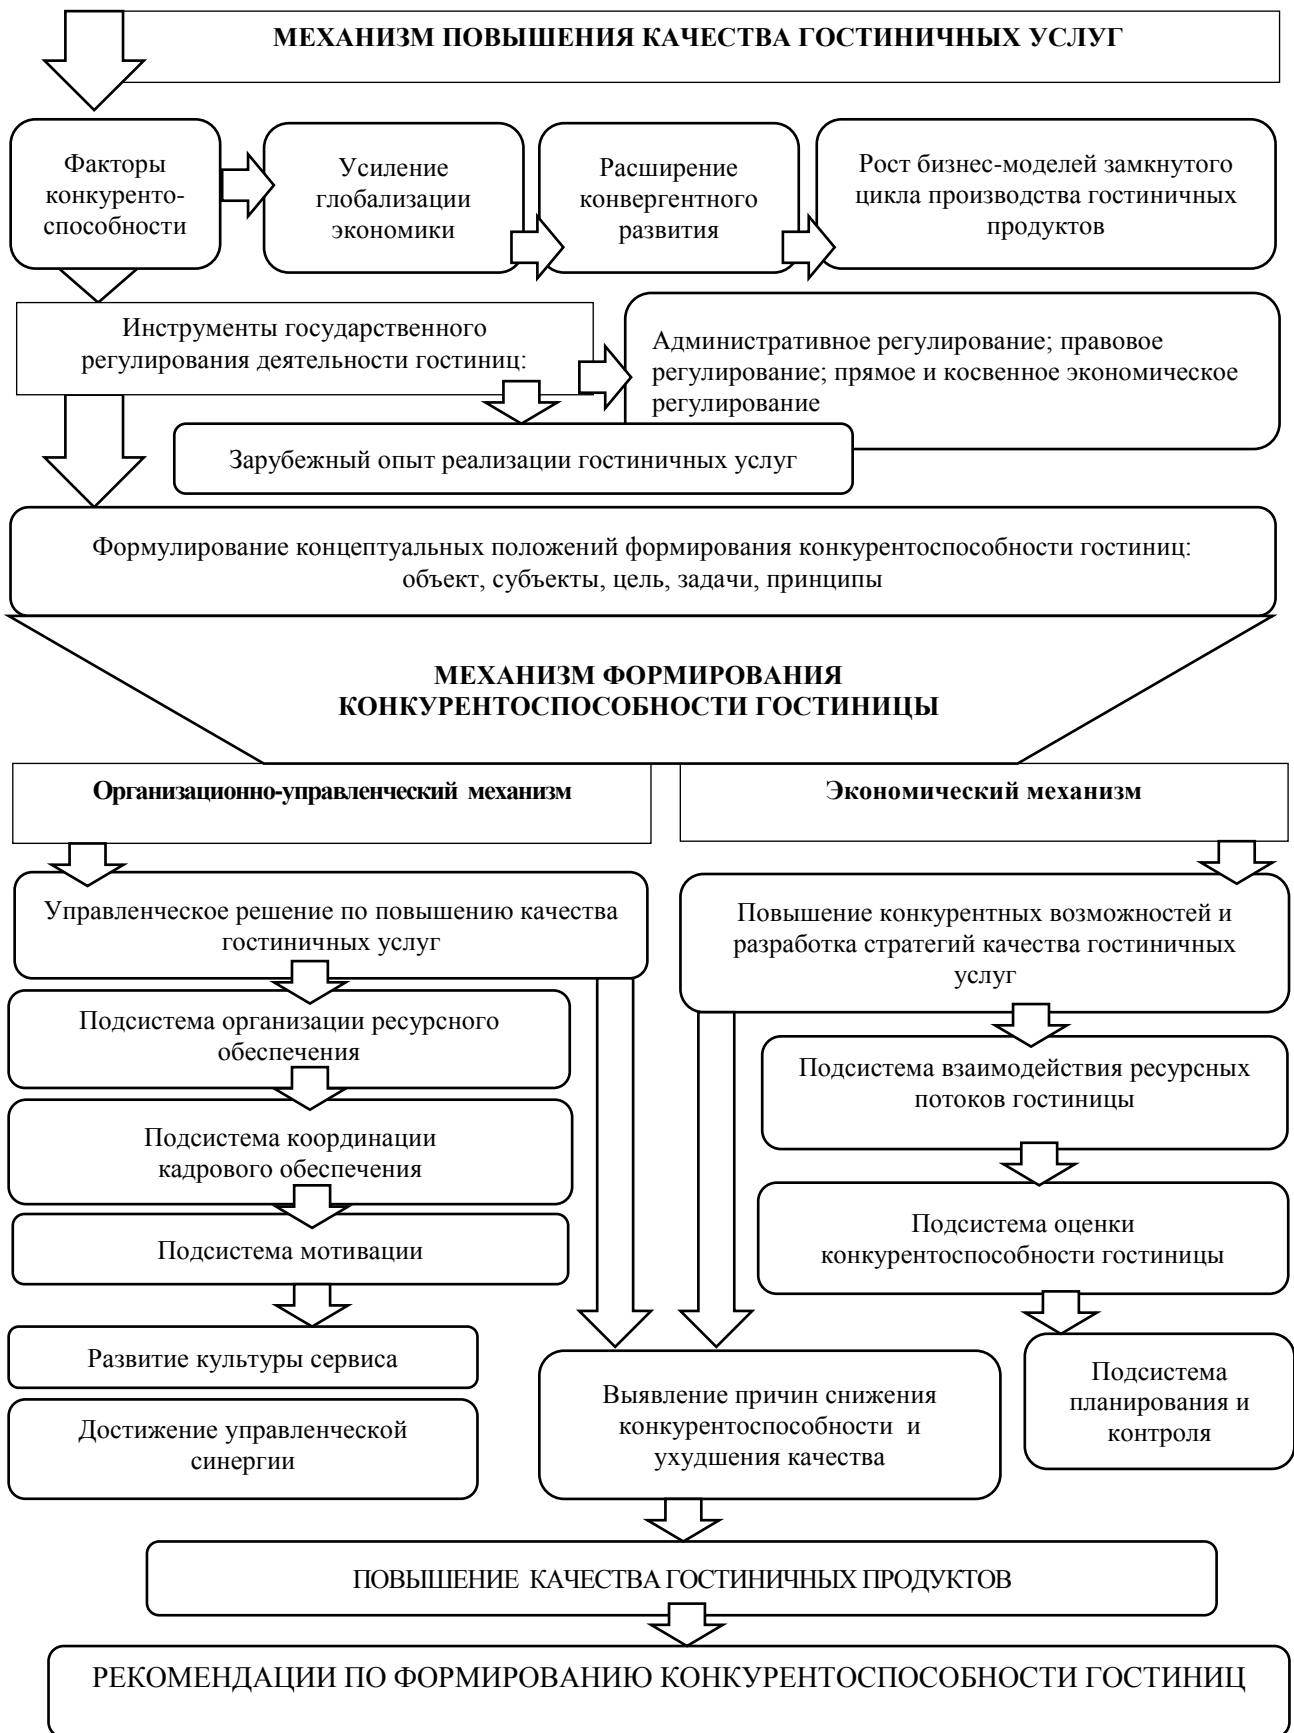 МЕХАНИЗМ ПОВЫШЕНИЯ КАЧЕСТВА ГОСТИНИЧНЫХ УСЛУГ
Факторы
конкуренто-
способности
Усиление
глобализации
экономики
Расширение
конвергентного
развития
Рост бизнес-моделей замкнутого
цикла производства гостиничных
продуктов
Инструменты государственного
регулирования деятельности гостиниц:
Административное регулирование; правовое
регулирование; прямое и косвенное экономическое
регулирование
Зарубежный опыт реализации гостиничных услуг
Формулирование концептуальных положений формирования конкурентоспособности гостиниц:
объект, субъекты, цель, задачи, принципы
МЕХАНИЗМ ФОРМИРОВАНИЯ
КОНКУРЕНТОСПОСОБНОСТИ ГОСТИНИЦЫ
Организационно-управленческий механизм
Экономический механизм
Управленческое решение по повышению качества
гостиничных услуг
Повышение конкурентных возможностей и
разработка стратегий качества гостиничных
услуг
Подсистема организации ресурсного
обеспечения
Подсистема взаимодействия ресурсных
потоков гостиницы
Подсистема координации
кадрового обеспечения
Подсистема оценки
конкурентоспособности гостиницы
Подсистема мотивации
Развитие культуры сервиса
Подсистема
планирования и
контроля
Выявление причин снижения
конкурентоспособности и
ухудшения качества
Достижение управленческой
синергии
ПОВЫШЕНИЕ КАЧЕСТВА ГОСТИНИЧНЫХ ПРОДУКТОВ
РЕКОМЕНДАЦИИ ПО ФОРМИРОВАНИЮ КОНКУРЕНТОСПОСОБНОСТИ ГОСТИНИЦ